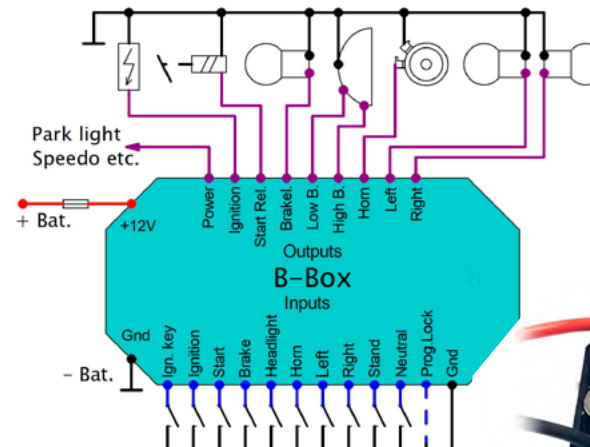 Park light
Speedo etc.
+ Bat.
+12V
Power
Ignition
Start Rel.
Brakel.
Low B.
High B.
Horn
Left
Right
Outputs
B-Box
Inputs
Gnd
- Bat.
Ign. key
Ignition
Start
Brake
Headlight
Horn
Left
Right
Stand
Neutral
Prog.Lock
Gnd